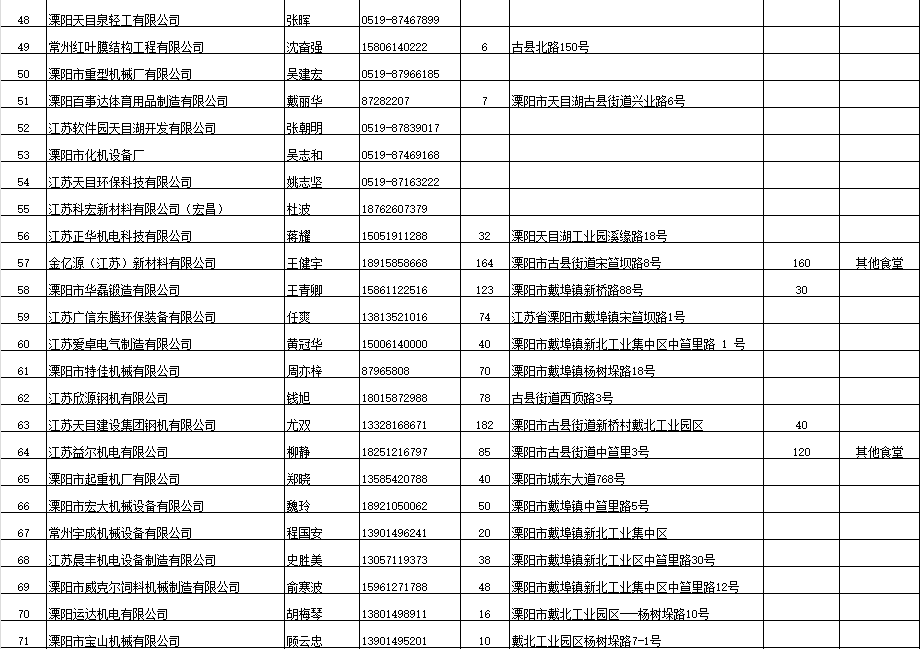 48 溧阳天目泉轻工有限公司 张晖 0519-87467899
49 常州红叶膜结构工程有限公司 沈奋强 15806140222 6 古县北路150号
50 溧阳市重型机械厂有限公司 吴建宏 0519-87966185
51 溧阳百事达体育用品制造有限公司 戴丽华 87282207 7 溧阳市天目湖古县街道兴业路6号
52 江苏软件园天目湖开发有限公司 张朝明 0519-87839017
53 溧阳市化机设备厂 吴志和 0519-87469168
54 江苏天目环保科技有限公司 姚志坚 0519-87163222
55 江苏科宏新材料有限公司（宏昌） 杜波 18762607379
56 江苏正华机电科技有限公司 蒋耀 15051911288 32 溧阳天目湖工业园溪缘路18号
57 金亿源（江苏）新材料有限公司 王健宇 18915858668 164 溧阳市古县街道宋笪坝路8号 160 其他食堂
58 溧阳市华磊锻造有限公司 王青卿 15861122516 123 溧阳市戴埠镇新桥路88号 30
59 江苏广信东腾环保装备有限公司 任爽 13813521016 74 江苏省溧阳市戴埠镇宋笪坝路1号
60 江苏爱卓电气制造有限公司 黄冠华 15006140000 40 溧阳市戴埠镇新北工业集中区中笪里路 1 号
61 溧阳市特佳机械有限公司 周亦梓 87965808 70 溧阳市戴埠镇杨树垛路18号
62 江苏欣源钢机有限公司 钱旭 18015872988 78 古县街道西顶路3号
63 江苏天目建设集团钢机有限公司 尤双 13328168671 182 溧阳市古县街道新桥村戴北工业园区 40
64 江苏益尔机电有限公司 柳静 18251216797 85 溧阳市古县街道中笪里3号 120 其他食堂
65 溧阳市起重机厂有限公司 郑晓 13585420788 40 溧阳市城东大道768号
66 溧阳市宏大机械设备有限公司 魏玲 18921050062 50 溧阳市戴埠镇中笪里路5号
67 常州宇成机械设备有限公司 程国安 13901496241 20 溧阳市戴埠镇新北工业集中区
68 江苏晨丰机电设备制造有限公司 史胜美 13057119373 38 溧阳市戴埠镇新北工业区中笪里路30号
69 溧阳市威克尔饲料机械制造有限公司 俞寒波 15961271788 48 溧阳市戴埠镇新北工业集中区中笪里路12号
70 溧阳运达机电有限公司 胡梅琴 13801498911 16 溧阳市戴北工业园区——杨树垛路10号
71 溧阳市宝山机械有限公司 顾云忠 13901495201 10 戴北工业园区杨树垛路7-1号